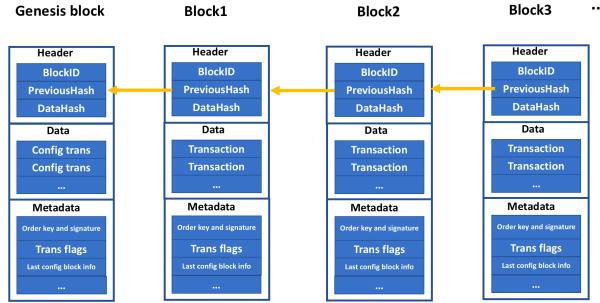 Genesis block
Block1
Block2
Block3
..
Header
BlockID
PreviousHash
DataHash
Data
Config trans
Config trans
...
Metadata
Order key and signature
Trans flags
Last config block info
...
Header
BlockID
PreviousHash
DataHash
Data
Transaction
Transaction
...
Metadata
Order key and signature
Trans flags
Last config block info
...
Header
BlockID
PreviousHash
DataHash
Data
Transaction
Transaction
...
Metadata
Order key and signature
Trans flags
Last config block info
...
Header
BlockID
PreviousHash
DataHash
Data
Transaction
Transaction
...
Metadata
Order key and signature
Trans flags
Last config block info
...